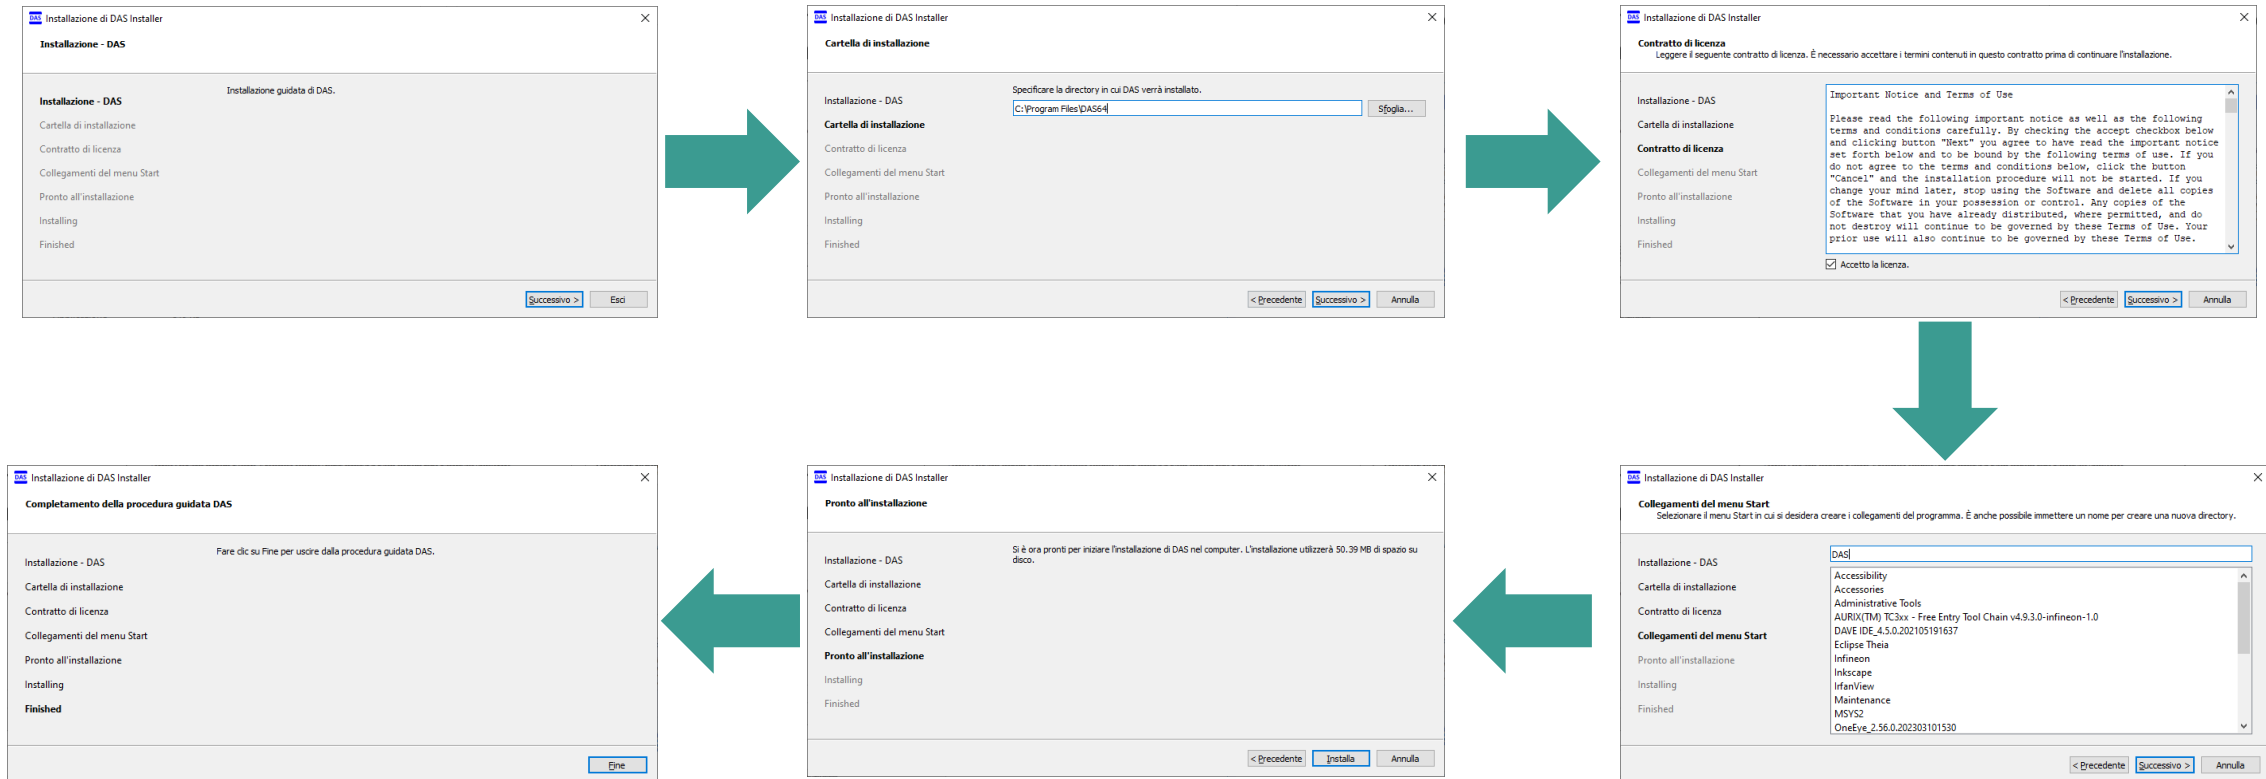 DAS Installazione di DAS Installer
Installazione - DAS
Installazione guidata di DAS.
Installazione - DAS
Cartella di installazione
Contratto di licenza
Collegamenti del menu Start
Pronto all'installazione
Installing
Finished
Successivo > Esci
DAS Installazione di DAS Installer
Cartella di installazione
Specificare la directory in cui DAS verrà installato.
C:\Program Files\DAS64 Sfoglia...
Installazione - DAS
Cartella di installazione
Contratto di licenza
Collegamenti del menu Start
Pronto all'installazione
Installing
Finished
< Precedente Successivo > Annulla
DAS Installazione di DAS Installer
Contratto di licenza
Leggere il seguente contratto di licenza. È necessario accettare i termini contenuti in questo contratto prima di continuare l'installazione.
Installazione - DAS
Cartella di installazione
Contratto di licenza
Collegamenti del menu Start
Pronto all'installazione
Installing
Finished
Important Notice and Terms of Use
Please read the following important notice as well as the following
terms and conditions carefully. By checking the accept checkbox below
and clicking button "Next" you agree to have read the important notice
set forth below and to be bound by the following terms of use. If you
do not agree to the terms and conditions below, click the button
"Cancel" and the installation procedure will not be started. If you
change your mind later, stop using the Software and delete all copies
of the Software in your possession or control. Any copies of the
Software that you have already distributed, where permitted, and do
not destroy will continue to be governed by these Terms of Use. Your
prior use will also continue to be governed by these Terms of Use.
Accetto la licenza.
< Precedente Successivo > Annulla
DAS Installazione di DAS Installer
Collegamenti del menu Start
Selezionare il menu Start in cui si desidera creare i collegamenti del programma. È anche possibile immettere un nome per creare una nuova directory.
Installazione - DAS
Cartella di installazione
Contratto di licenza
Collegamenti del menu Start
Pronto all'installazione
Installing
Finished
DAS
Accessibility
Accessories
Administrative Tools
AURIX(TM) TC3xx - Free Entry Tool Chain v4.9.3.0-infineon-1.0
DAVE IDE_4.5.0.202105191637
Eclipse Theia
Infineon
Inkscape
IrfanView
Maintenance
MSYS2
OneEye_2.56.0.202303101530
< Precedente Successivo > Annulla
DAS Installazione di DAS Installer
Pronto all'installazione
Si è ora pronti per iniziare l'installazione di DAS nel computer. L'installazione utilizzerà 50.39 MB di spazio su
disco.
Installazione - DAS
Cartella di installazione
Contratto di licenza
Collegamenti del menu Start
Pronto all'installazione
Installing
Finished
< Precedente Installa Annulla
DAS Installazione di DAS Installer
Completamento della procedura guidata DAS
Fare clic su Fine per uscire dalla procedura guidata DAS.
Installazione - DAS
Cartella di installazione
Contratto di licenza
Collegamenti del menu Start
Pronto all'installazione
Installing
Finished
Fine